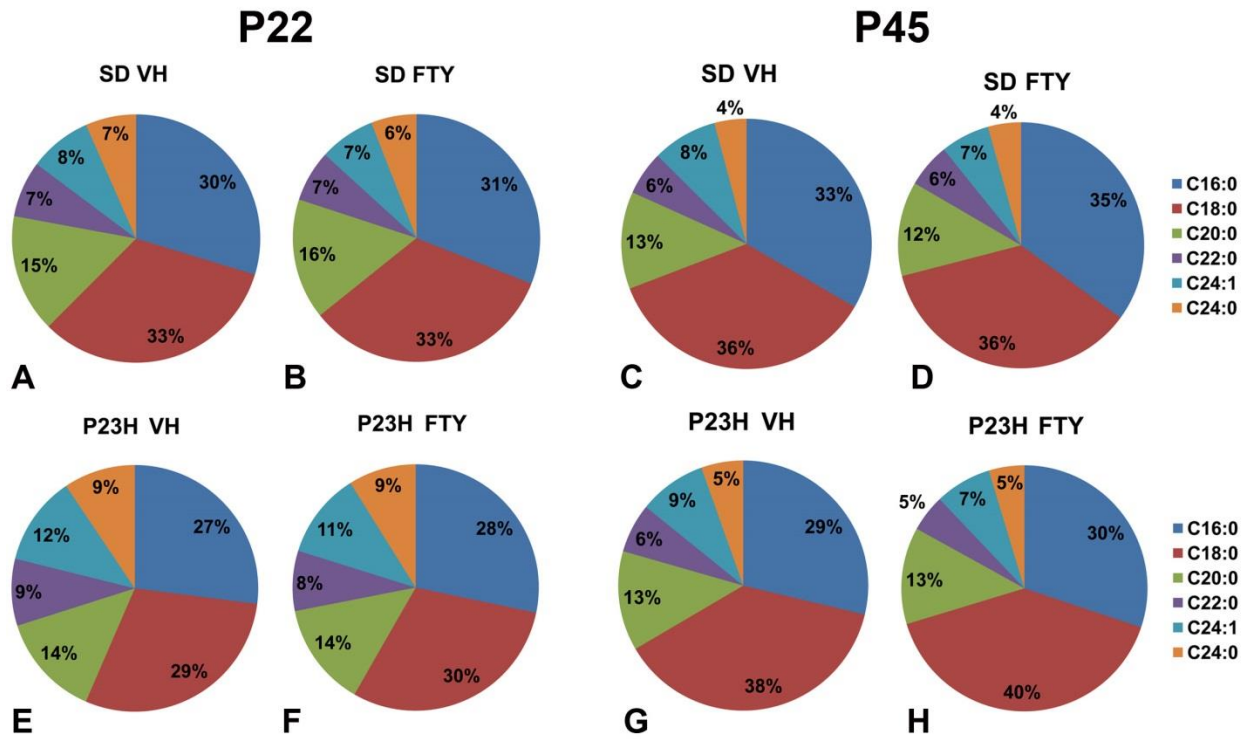 P22
P45
SD VH
SD FTY
SD VH
SD FTY
7%
30%
8%
7%
15%
33%
6%
31%
7%
7%
16%
33%
4%
33%
8%
6%
13%
36%
4%
35%
7%
6%
12%
36%
C16:0
C18:0
C20:0
C22:0
C24:1
C24:0
A
B
C
D
P23H VH
P23H FTY
P23H VH
P23H FTY
9%
27%
12%
9%
14%
29%
9%
28%
11%
8%
14%
30%
5%
29%
9%
6%
13%
38%
5%
30%
7%
5%
13%
40%
C16:0
C18:0
C20:0
C22:0
C24:1
C24:0
E
F
G
H